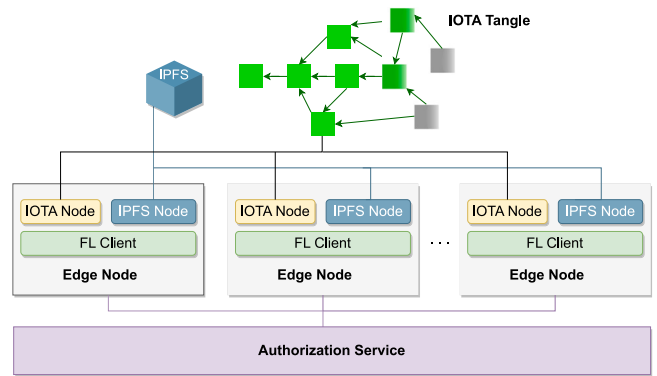 IOTA Tangle
IPFS
IOTA Node IPFS Node
FL Client
Edge Node
IOTA Node IPFS Node
FL Client
Edge Node
...
IOTA Node IPFS Node
FL Client
Edge Node
Authorization Service